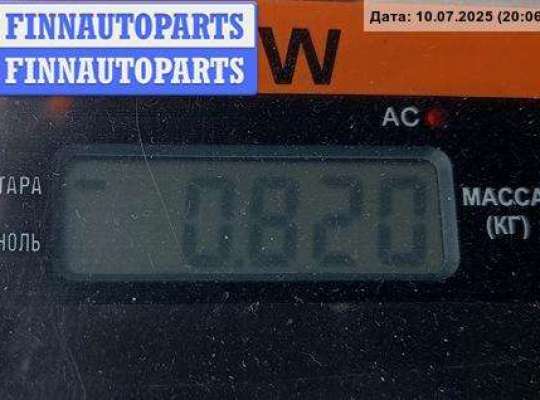 FINNAUTOPARTS
FINNAUTOPARTS
Дата: 10.07.2025 (20:06
W
AC
ТАРА
МАССА
(КГ)
НОЛЬ
0.820